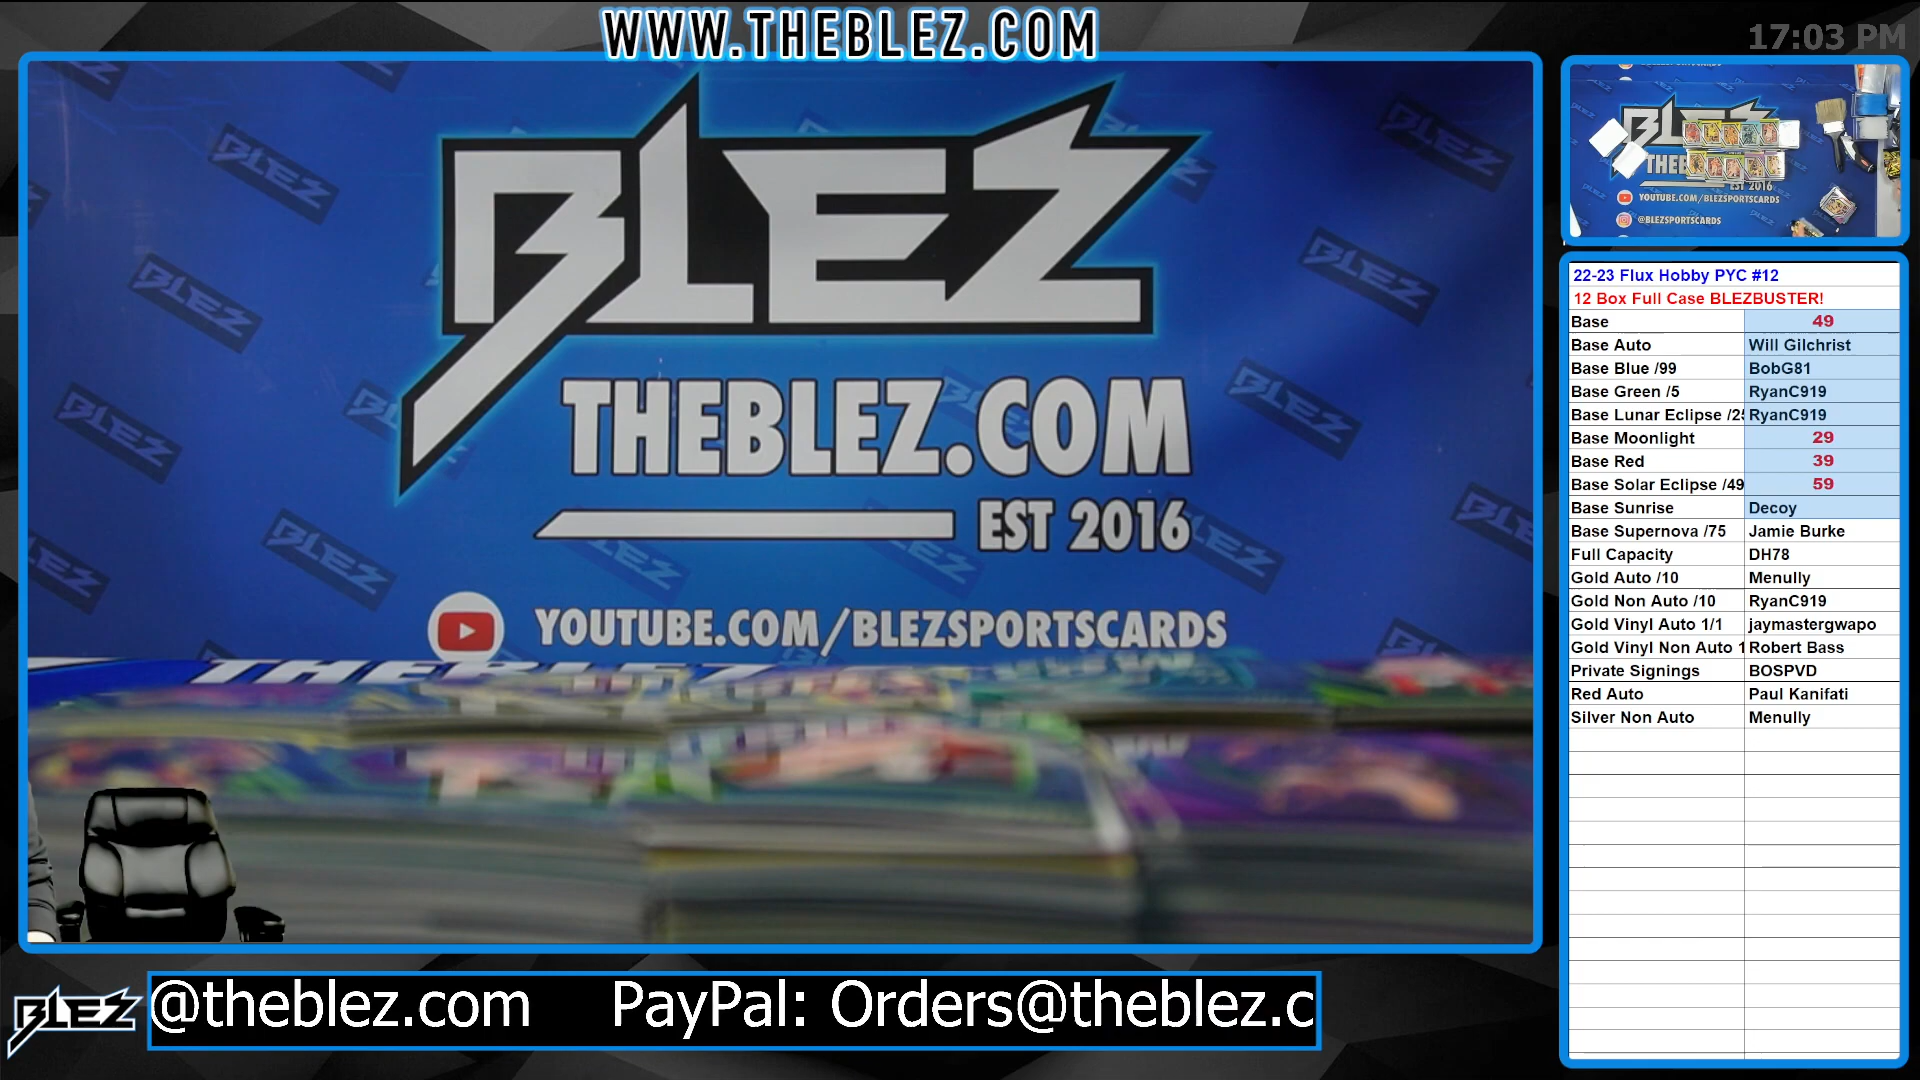 WWW.THEBLEZ.COM
17:03 PM
BLEZ
THEBLEZ.COM
EST 2016
YOUTUBE.COM/BLEZSPORTSCARDS
THEBLEZ
EST 2016
YOUTUBE.COM/BLEZSPORTSCARDS
@BLEZSPORTSCARDS
22-23 Flux Hobby PYC #12
12 Box Full Case BLEZBUSTER!
Base 49
Base Auto Will Gilchrist
Base Blue /99 BobG81
Base Green /5 RyanC919
Base Lunar Eclipse /25 RyanC919
Base Moonlight 29
Base Red 39
Base Solar Eclipse /49 59
Base Sunrise Decoy
Base Supernova /75 Jamie Burke
Full Capacity DH78
Gold Auto /10 Menully
Gold Non Auto /10 RyanC919
Gold Vinyl Auto 1/1 jaymastergwapo
Gold Vinyl Non Auto 1 Robert Bass
Private Signings BOSPVD
Red Auto Paul Kanifati
Silver Non Auto Menully
BLEZ
@theblez.com PayPal: Orders@theblez.c